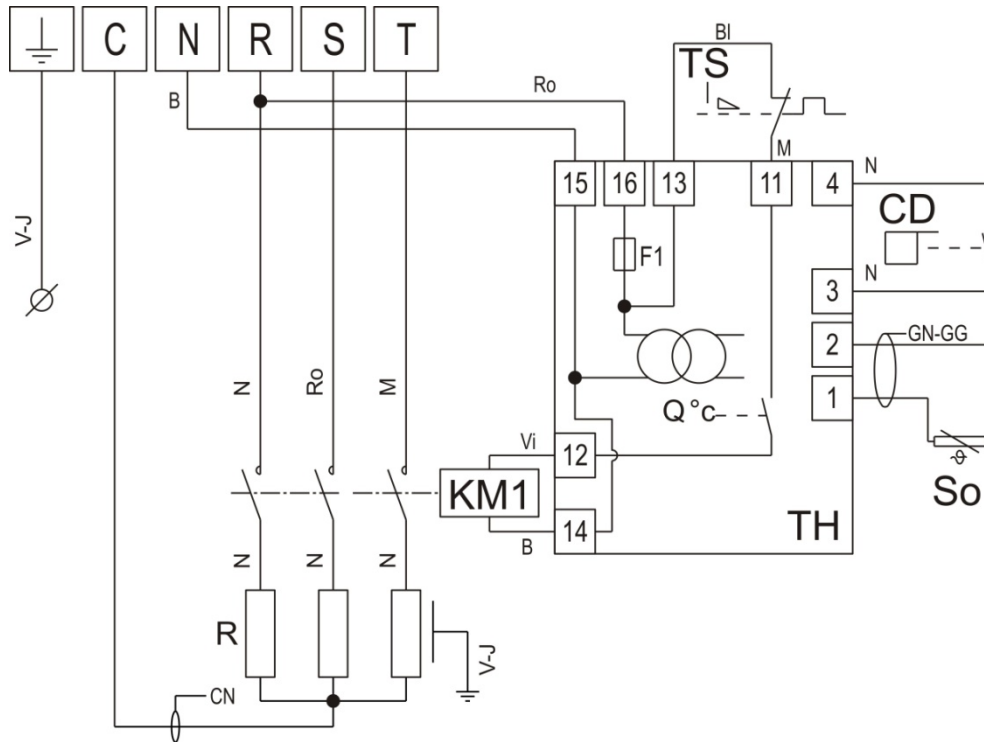 C N R S T
Bl
TS
Ro
B
M
15 16 13 11 4 N
CD
V-J
F1
3 N
GN-GG
2
1
N Ro M
Q°c
Vi
12
KM1
So
14 TH
B
N N N
R
V-J
CN